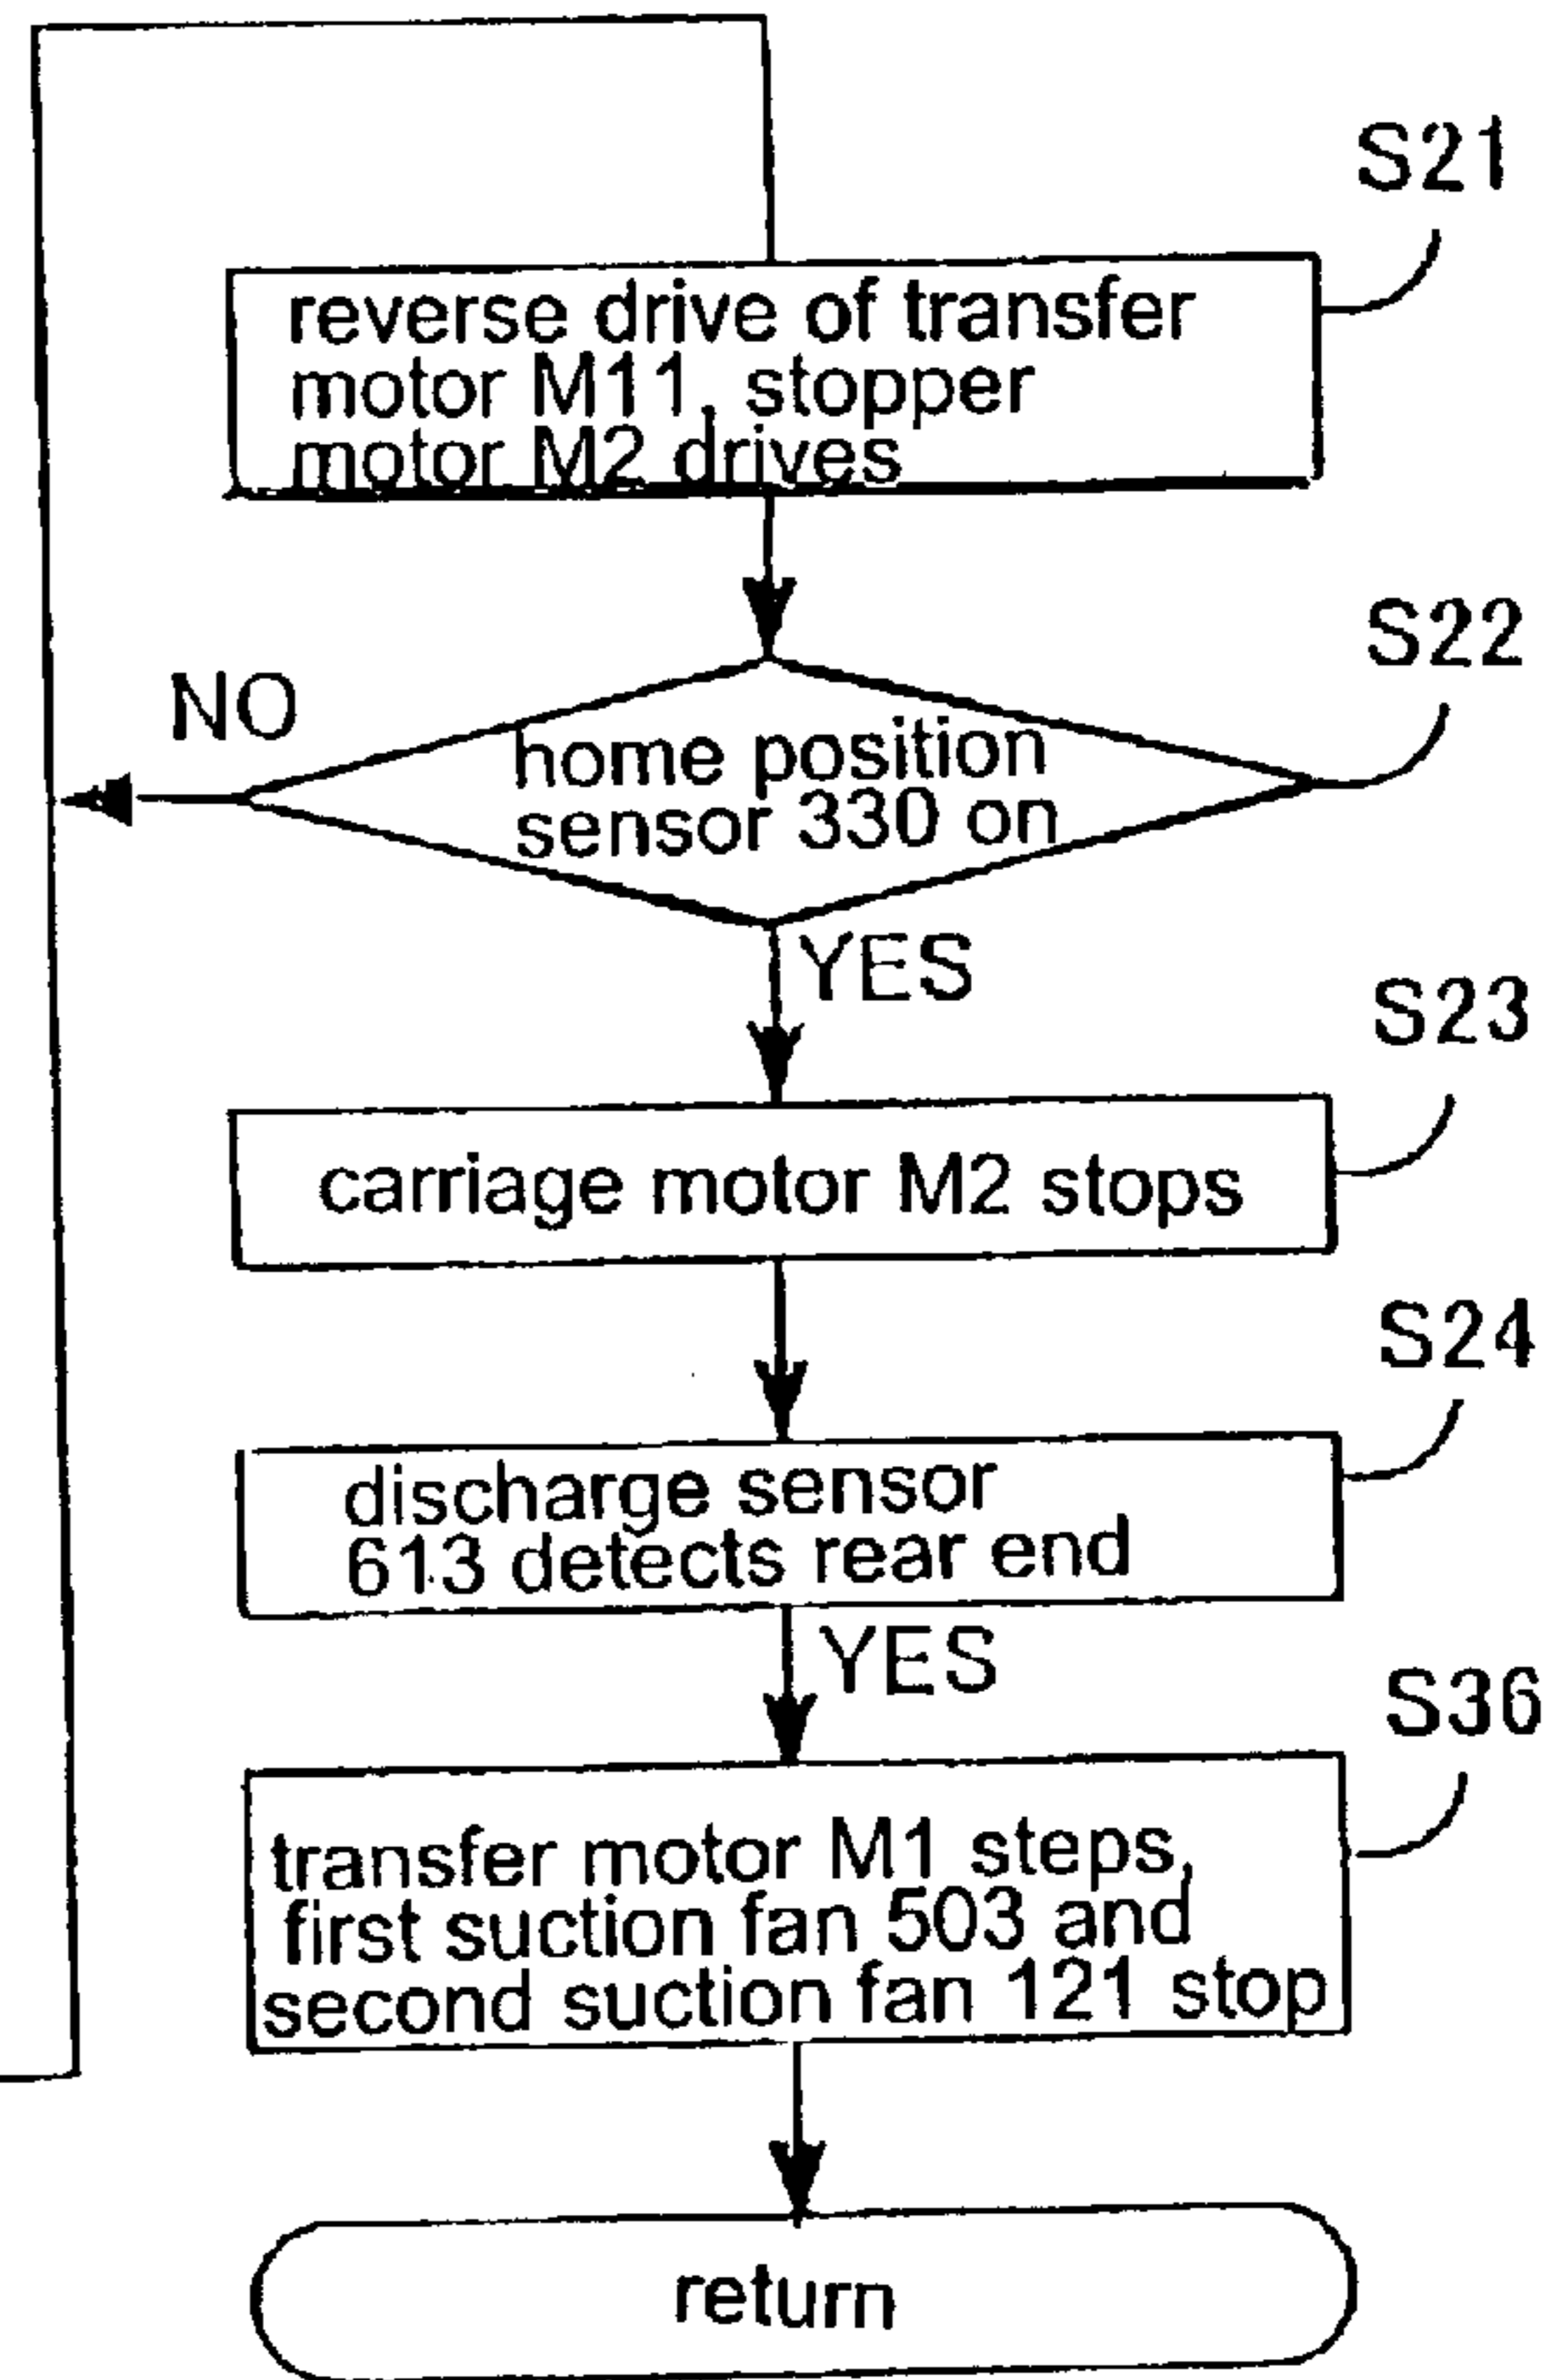 S21
reverse drive of transfer
motor M11, stopper
motor M2 drives
S22
NO
home position
sensor 330 on
YES
S23
carriage motor M2 stops
S24
discharge sensor
613 detects rear end
YES
S36
transfer motor M1 steps,
first suction fan 503 and
second suction fan 121 stop
return